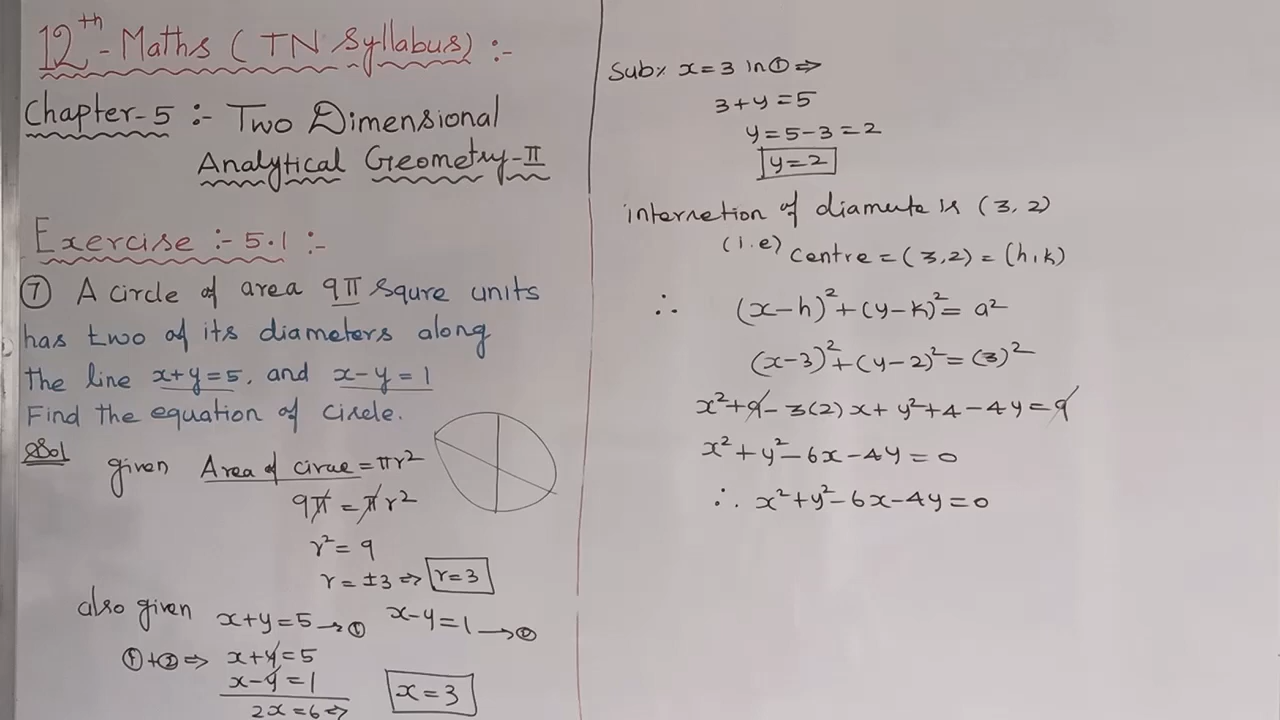 12th - Maths ( TN Syllabus) :-
Chapter-5 :- Two Dimensional
Analytical Geometry-II
Exercise :- 5.1 :-
⑦ A circle of area 9π Squre units
has two of its diameters along
the line x+y=5, and x-y=1
Find the equation of circle.
Sol
given Area of circle = πr²
9π = πr²
r² = 9
r = ±3 ⇒ r=3
also given x+y=5 → ① x-y=1 → ②
①+② ⇒ x+y=5
x-y=1
2x=6 ⇒ x=3
Sub: x=3 in ① ⇒
3+y=5
y=5-3=2
y=2
of diamete is (3, 2)
(i.e) Centre = (3,2) = (h,k)
∴ (x-h)²+(y-k)²= a²
(x-3)²+(y-2)²= (3)²
x²+9-3(2)x+y²+4-4y=9
x²+y²-6x-4y=0
∴ x²+y²-6x-4y=0